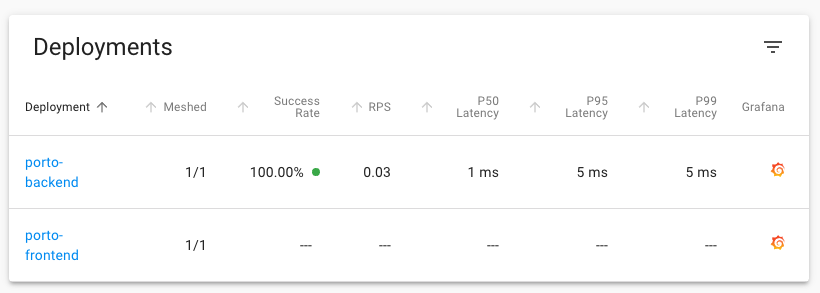 Deployments
Deployment Meshed Success Rate RPS P50 Latency P95 Latency P99 Latency Grafana
porto-backend 1/1 100.00% 0.03 1 ms 5 ms 5 ms
porto-frontend 1/1 --- --- --- --- ---